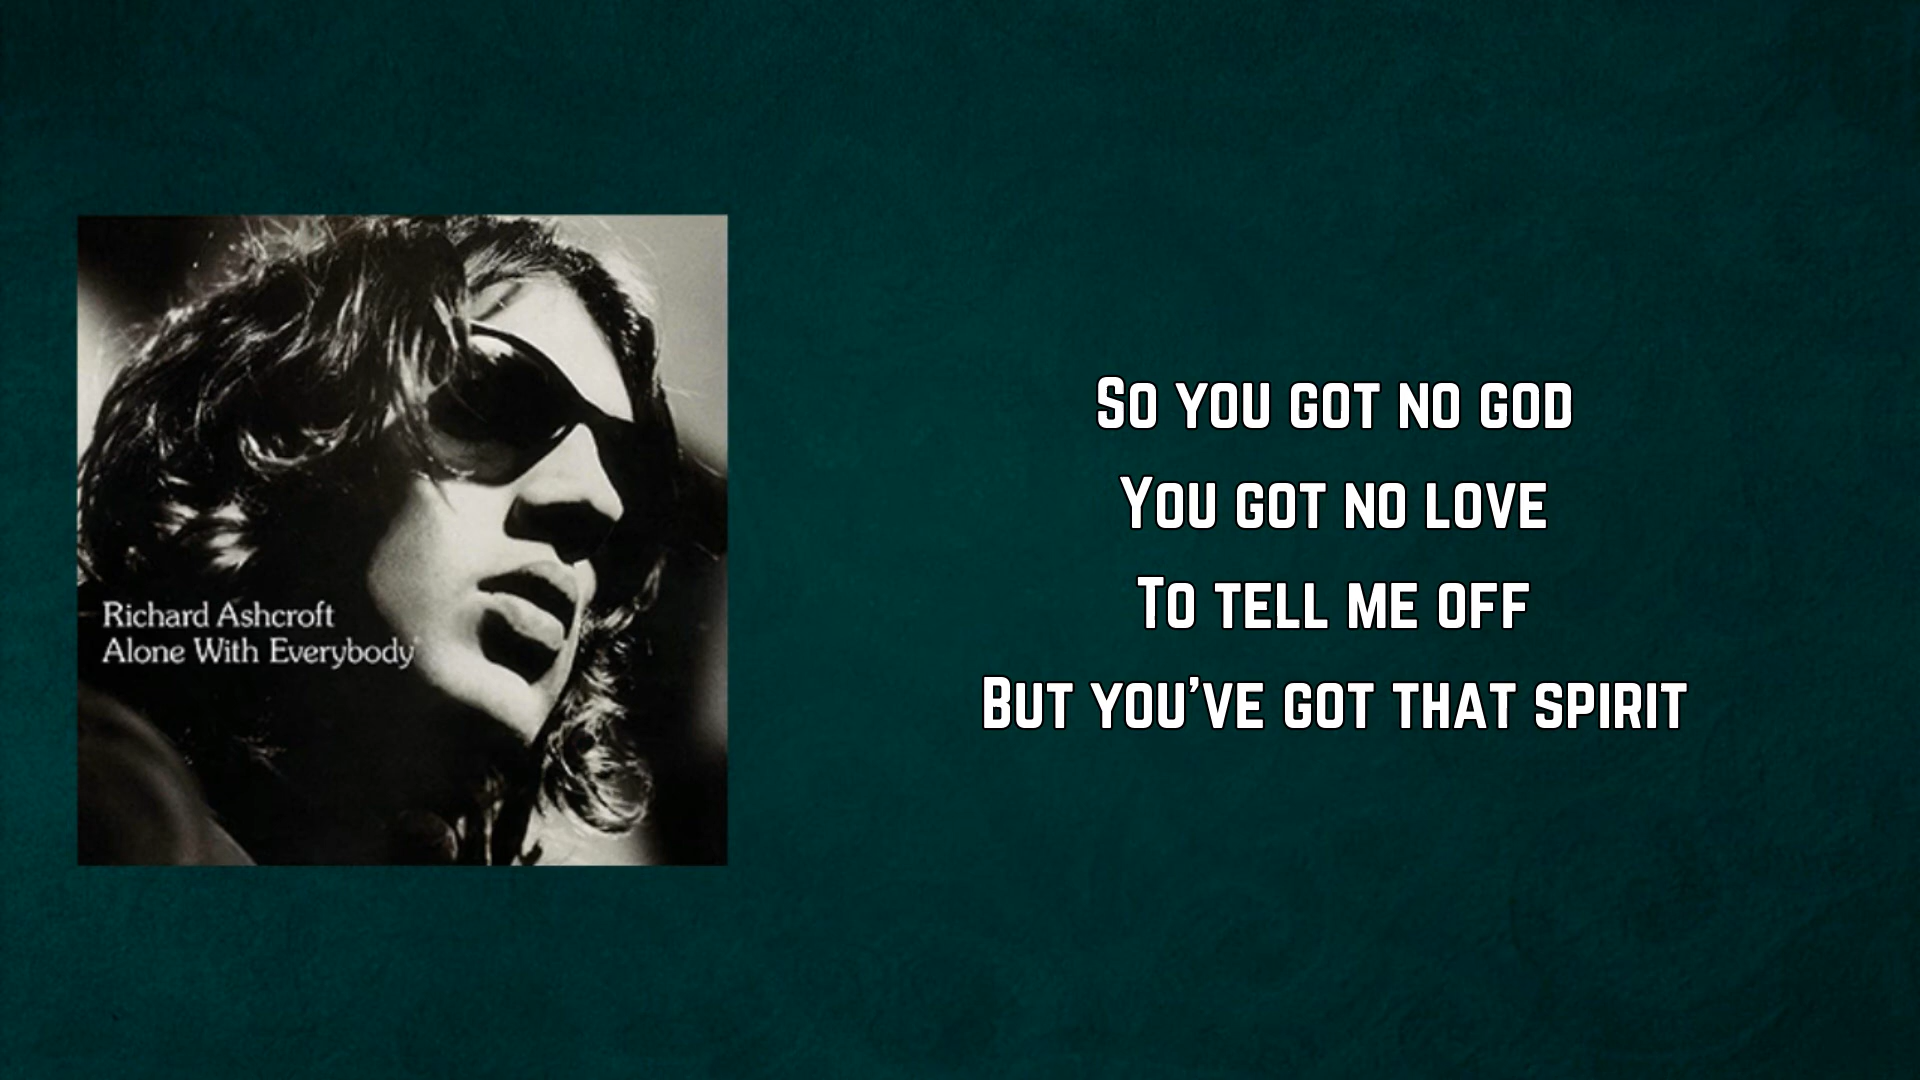 Richard Ashcroft
Alone With Everybody
So you got no god
You got no love
To tell me off
But you've got that spirit